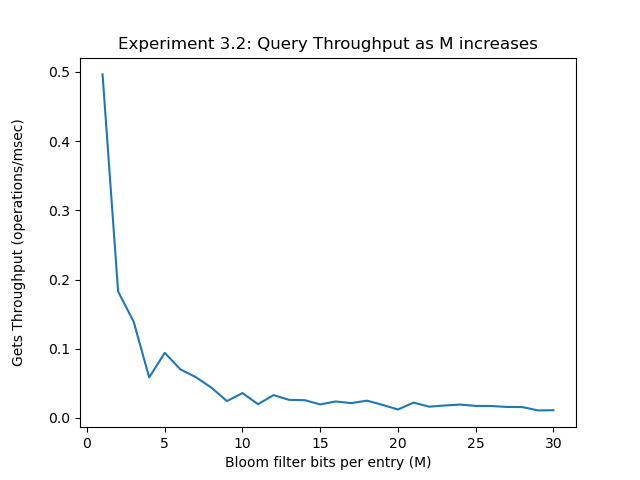 Experiment 3.2: Query Throughput as M increases
Gets Throughput (operations/msec)
0.5
0.4
0.3
0.2
0.1
0.0
0 5 10 15 20 25 30
Bloom filter bits per entry (M)